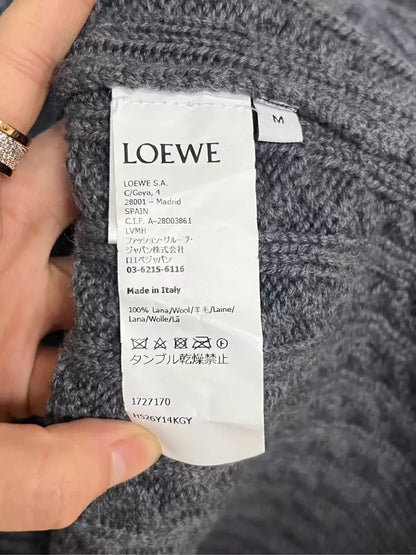 M
LOEWE
LOEWE S.A.
C/Goya, 4
28001 - Madrid
SPAIN
C.I.F. A-28003861
LVMH
ファッション・グループ・
ジャパン株式会社
ロエベジャパン
03-6215-6116
Made in Italy
100% Lana/Wool/羊毛/Laine/
Lana/Wolle/Lã
タンブル乾燥禁止
1727170
H526Y14KGY